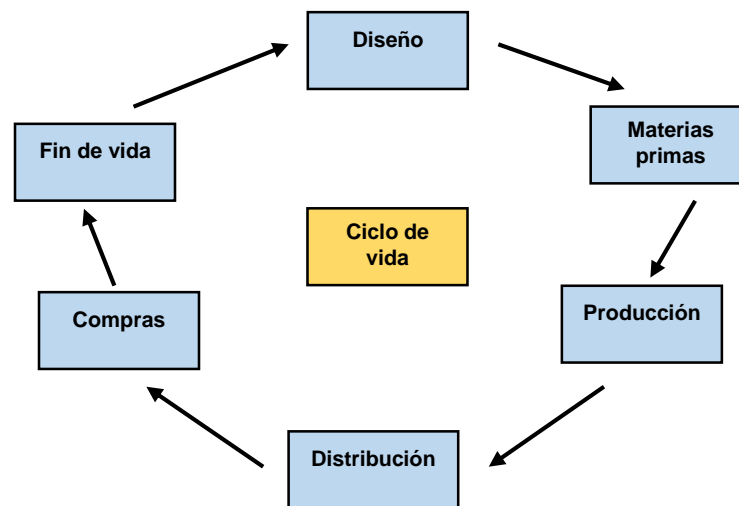 Diseño
Materias
primas
Fin de vida
Ciclo de
vida
Compras
Producción
Distribución